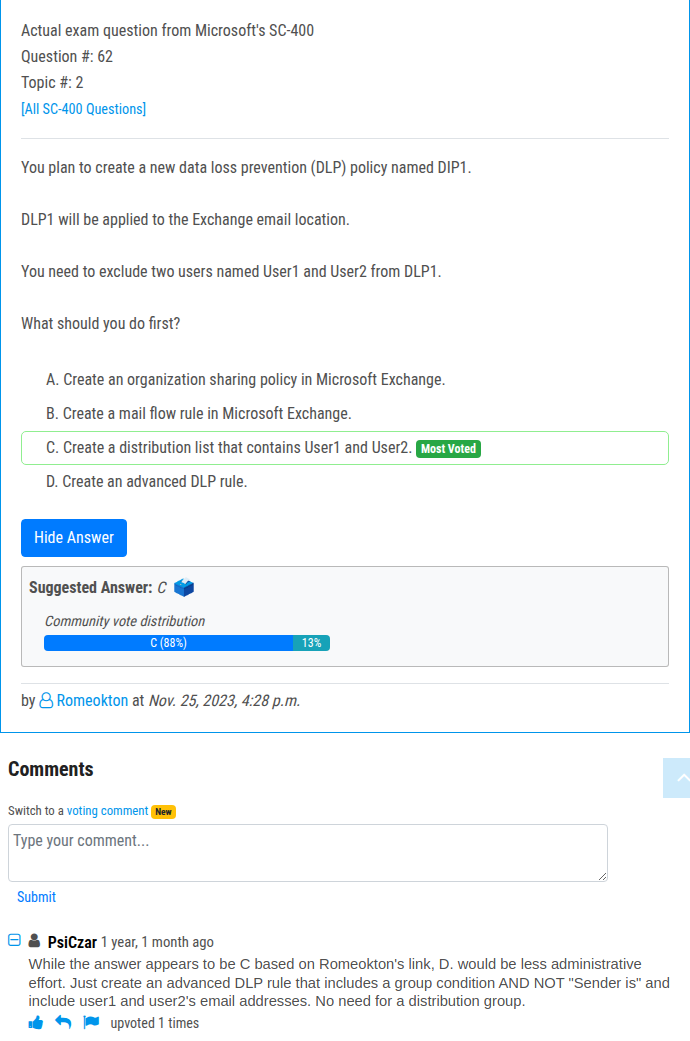 Actual exam question from Microsoft's SC-400
Question #: 62
Topic #: 2
[All SC-400 Questions]
You plan to create a new data loss prevention (DLP) policy named DIP1.
DLP1 will be applied to the Exchange email location.
You need to exclude two users named User1 and User2 from DLP1.
What should you do first?
A. Create an organization sharing policy in Microsoft Exchange.
B. Create a mail flow rule in Microsoft Exchange.
C. Create a distribution list that contains User1 and User2. Most Voted
D. Create an advanced DLP rule.
Hide Answer
Suggested Answer: C
Community vote distribution
C (88%) 13%
by Romeokton at Nov. 25, 2023, 4:28 p.m.
Comments
Switch to a voting comment New
Type your comment...
Submit
PsiCzar 1 year, 1 month ago
While the answer appears to be C based on Romeokton's link, D. would be less administrative
effort. Just create an advanced DLP rule that includes a group condition AND NOT "Sender is" and
include user1 and user2's email addresses. No need for a distribution group.
upvoted 1 times